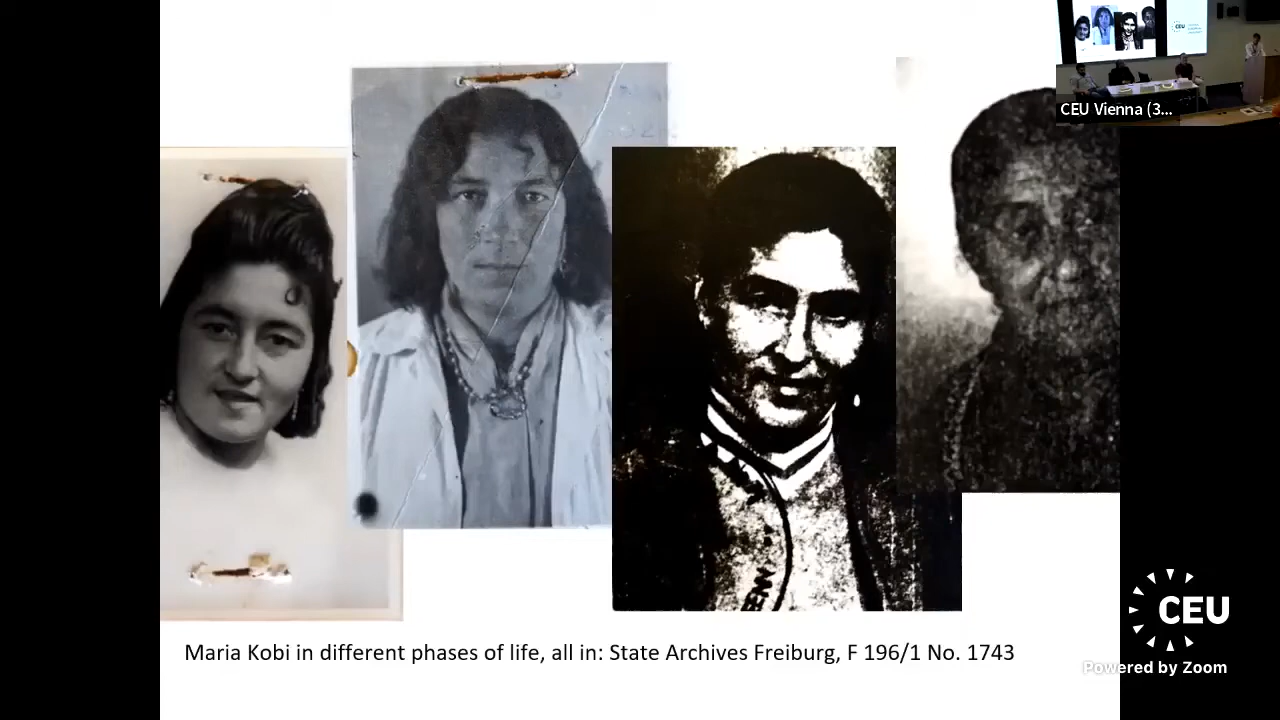 CEU
CEU Vienna (3...
Maria Kobi in different phases of life, all in: State Archives Freiburg, F 196/1 No. 1743
CEU
Powered by Zoom